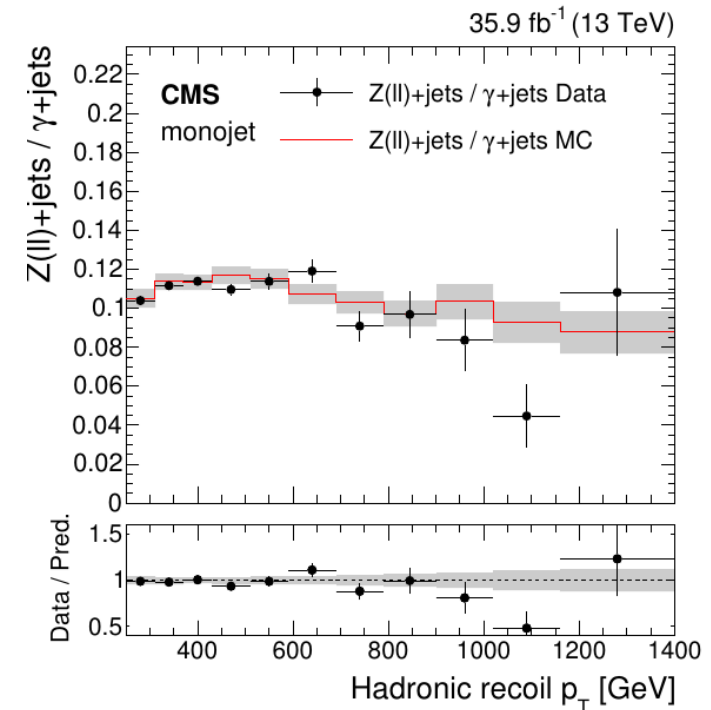 35.9 fb⁻¹ (13 TeV)
Z(ll)+jets / γ+jets
0.22
0.2
0.18
0.16
0.14
0.12
0.1
0.08
0.06
0.04
0.02
0
CMS
monojet
Z(ll)+jets / γ+jets Data
Z(ll)+jets / γ+jets MC
Data / Pred.
1.5
1
0.5
400 600 800 1000 1200 1400
Hadronic recoil p_T [GeV]